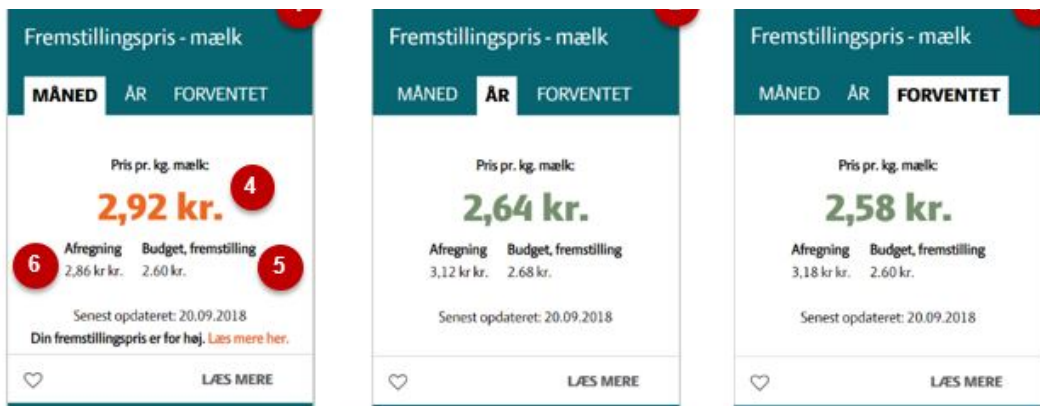 Fremstillingspris - mælk
MÅNED ÅR FORVENTET
Pris pr. kg. mælk:
2,92 kr.
4
Afregning Budget, fremstilling
6
2,86 kr kr. 2.60 kr.
5
Senest opdateret: 20.09.2018
Din fremstillingspris er for høj. Læs mere her.
LÆS MERE
Fremstillingspris - mælk
MÅNED ÅR FORVENTET
Pris pr. kg. mælk:
2,64 kr.
Afregning Budget, fremstilling
3,12 kr kr. 2.68 kr.
Senest opdateret: 20.09.2018
LÆS MERE
Fremstillingspris - mælk
MÅNED ÅR FORVENTET
Pris pr. kg. mælk:
2,58 kr.
Afregning Budget, fremstilling
3,18 kr kr. 2.60 kr.
Senest opdateret: 20.09.2018
LÆS MERE